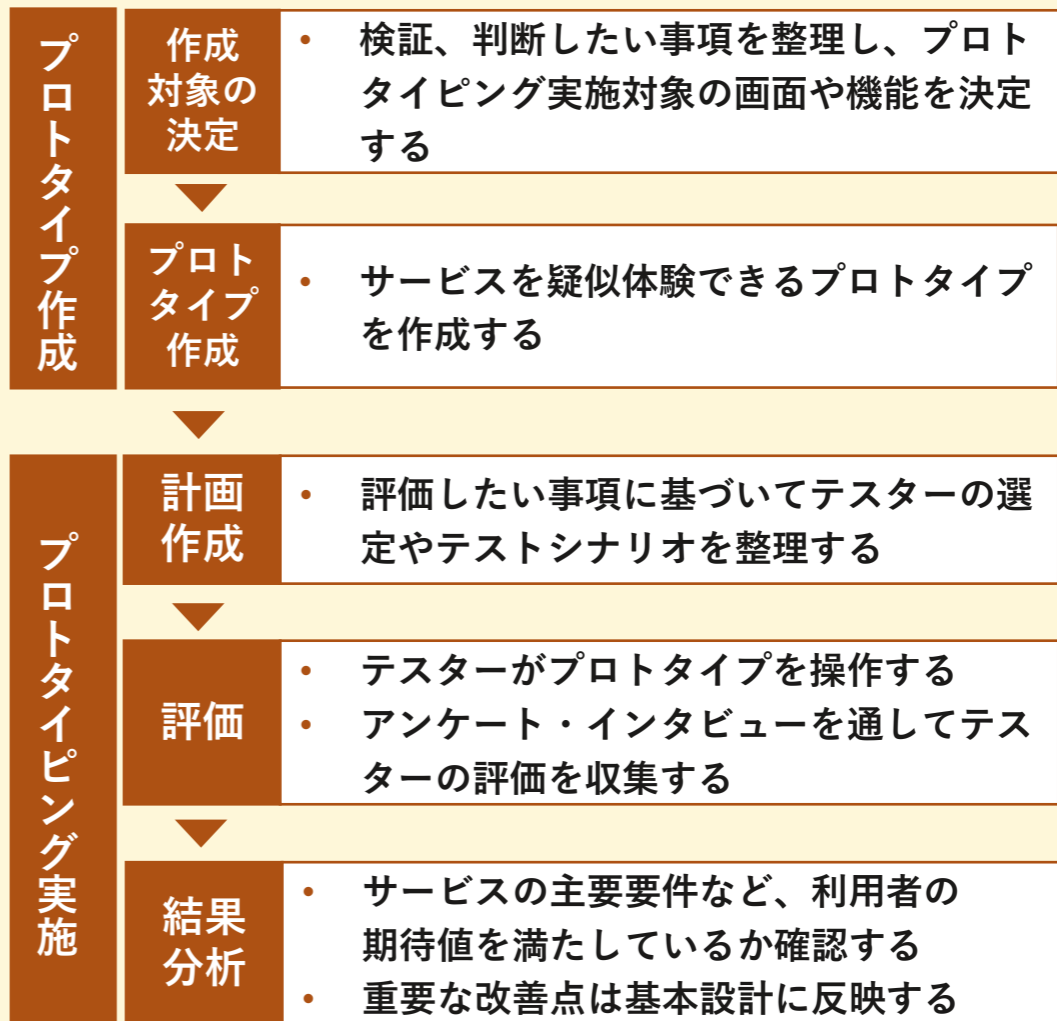 プロトタイプ作成
作成
対象の
決定
• 検証、判断したい事項を整理し、プロト
タイピング実施対象の画面や機能を決定
する
プロト
タイプ
作成
• サービスを疑似体験できるプロトタイプ
を作成する
プロトタイピング実施
計画
作成
• 評価したい事項に基づいてテスターの選
定やテストシナリオを整理する
評価
• テスターがプロトタイプを操作する
• アンケート・インタビューを通してテス
ターの評価を収集する
結果
分析
• サービスの主要要件など、利用者の
期待値を満たしているか確認する
• 重要な改善点は基本設計に反映する